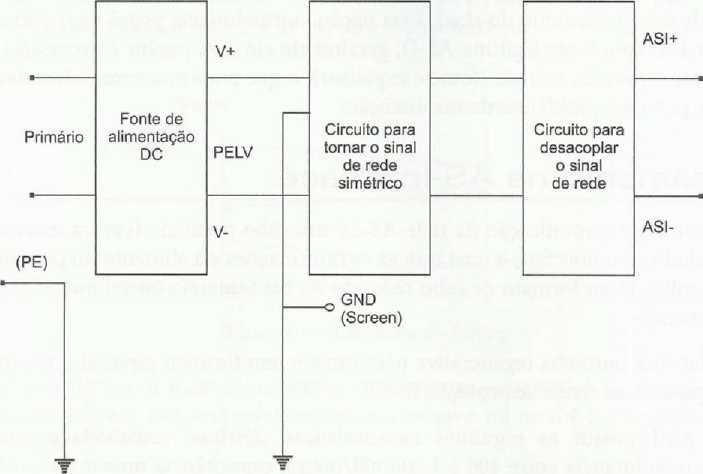 V+
ASI+
Primário
Fonte de
alimentação
DC
PELV
Circuito para
tornar o sinal
de rede
simétrico
Circuito para
desacoplar
o sinal
de rede
V-
ASI-
(PE)
GND
(Screen)